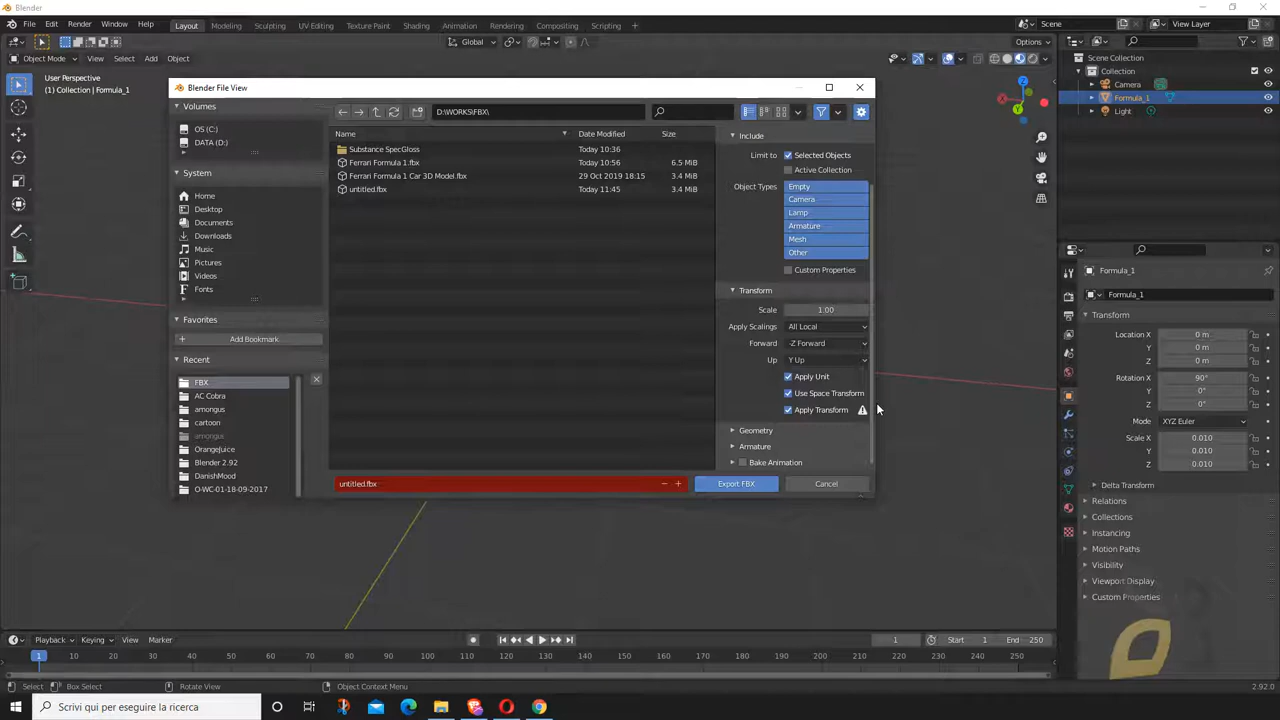 Blender
File Edit Render Window Help Layout Modeling Sculpting UV Editing Texture Paint Shading Animation Rendering Compositing Scripting + Scene View Layer
Global Options
Object Mode View Select Add Object
User Perspective
(1) Collection | Formula_1
Blender File View
Volumes
OS (C:)
DATA (D:)
System
Home
Desktop
Documents
Downloads
Music
Pictures
Videos
Fonts
Favorites
+ Add Bookmark
Recent
FBX
AC Cobra
amongus
cartoon
amongus
OrangeJuice
Blender 2.92
DanishMood
O-WC-01-18-09-2017
D:\WORKS\FBX\
Name Date Modified Size
Substance SpecGloss Today 10:36
Ferrari Formula 1.fbx Today 10:56 6.5 MiB
Ferrari Formula 1 Car 3D Model.fbx 29 Oct 2019 18:15 3.4 MiB
untitled.fbx Today 11:45 3.4 MiB
untitled.fbx − +
Include
Limit to Selected Objects
Active Collection
Object Types Empty
Camera
Lamp
Armature
Mesh
Other
Custom Properties
Transform
Scale 1.00
Apply Scalings All Local
Forward -Z Forward
Up Y Up
Apply Unit
Use Space Transform
Apply Transform
Geometry
Armature
Bake Animation
Export FBX Cancel
Z
X
Y
Scene Collection
Collection
Camera
Formula_1
Light
Formula_1
Formula_1
Transform
Location X 0 m
Y 0 m
Z 0 m
Rotation X 90°
Y 0°
Z 0°
Mode XYZ Euler
Scale X 0.010
Y 0.010
Z 0.010
Delta Transform
Relations
Collections
Instancing
Motion Paths
Visibility
Viewport Display
Custom Properties
Playback Keying View Marker 1 Start 1 End 250
1 10 20 30 40 50 60 70 80 90 100 110 120 130 140 150 160 170 180 190 200 210 220 230 240 250
Select Box Select Rotate View Object Context Menu 2.92.0
Scrivi qui per eseguire la ricerca